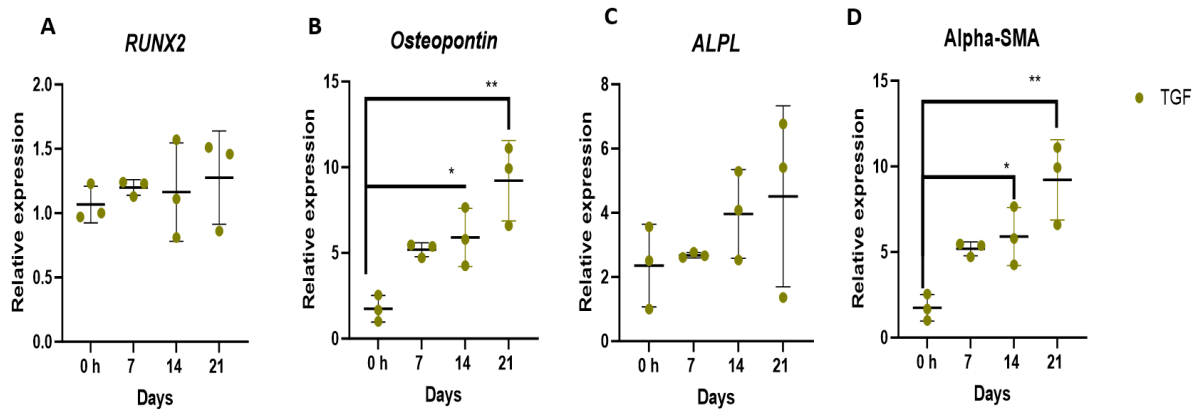 A
RUNX2
Relative expression
2.0
1.5
1.0
0.5
0.0
0 h 7 14 21
Days
B
Osteopontin
Relative expression
15
10
5
0
**
*
0 h 7 14 21
Days
C
ALPL
Relative expression
8
6
4
2
0
0 h 7 14 21
Days
D
Alpha-SMA
Relative expression
15
10
5
0
**
*
0 h 7 14 21
Days
TGF